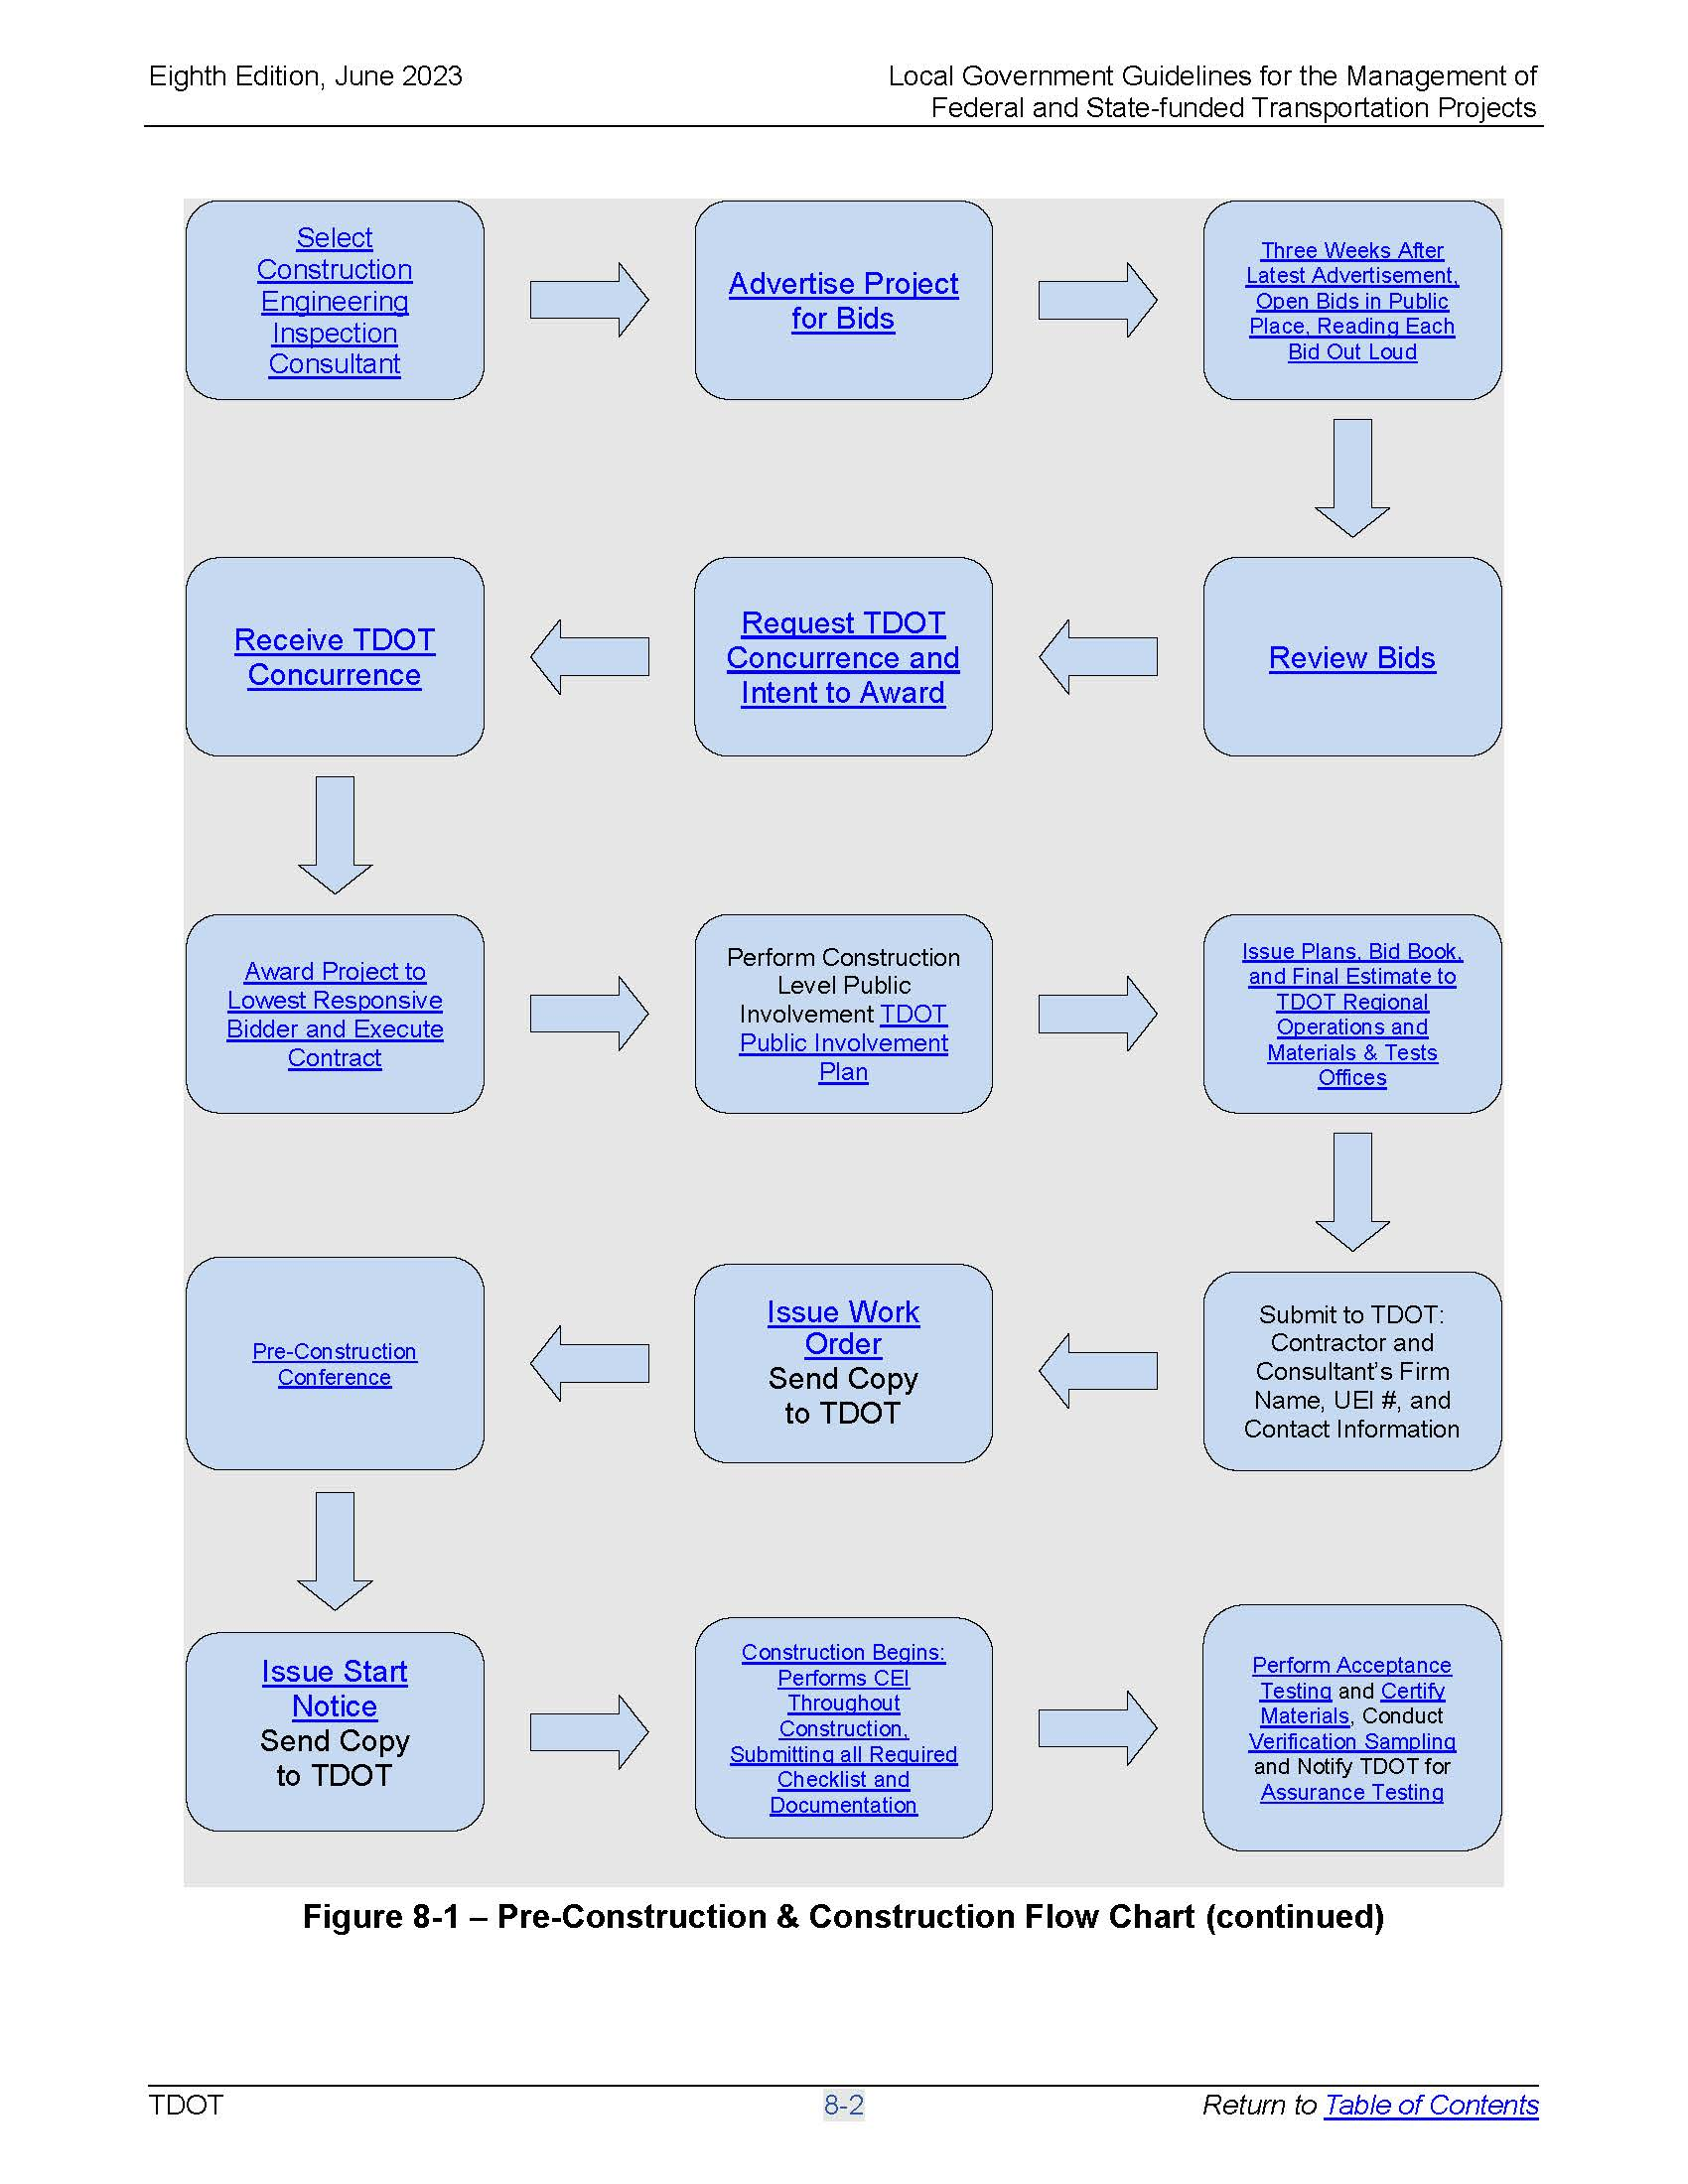 Eighth Edition, June 2023
Local Government Guidelines for the Management of
Federal and State-funded Transportation Projects
Select
Construction
Engineering
Inspection
Consultant
Advertise Project
for Bids
Three Weeks After
Latest Advertisement,
Open Bids in Public
Place, Reading Each
Bid Out Loud
Review Bids
Request TDOT
Concurrence and
Intent to Award
Receive TDOT
Concurrence
Award Project to
Lowest Responsive
Bidder and Execute
Contract
Perform Construction
Level Public
Involvement TDOT
Public Involvement
Plan
Issue Plans, Bid Book,
and Final Estimate to
TDOT Regional
Operations and
Materials & Tests
Offices
Submit to TDOT:
Contractor and
Consultant’s Firm
Name, UEI #, and
Contact Information
Issue Work
Order
Send Copy
to TDOT
Pre-Construction
Conference
Issue Start
Notice
Send Copy
to TDOT
Construction Begins:
Performs CEI
Throughout
Construction,
Submitting all Required
Checklist and
Documentation
Perform Acceptance
Testing and Certify
Materials, Conduct
Verification Sampling
and Notify TDOT for
Assurance Testing
Figure 8-1 – Pre-Construction & Construction Flow Chart (continued)
TDOT
8-2
Return to Table of Contents